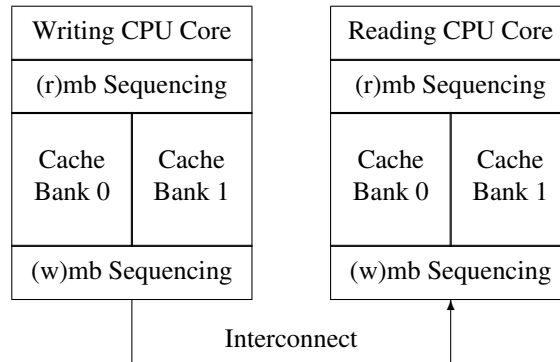 Writing CPU Core
(r)mb Sequencing
Cache
Bank 0
Cache
Bank 1
(w)mb Sequencing
Reading CPU Core
(r)mb Sequencing
Cache
Bank 0
Cache
Bank 1
(w)mb Sequencing
Interconnect